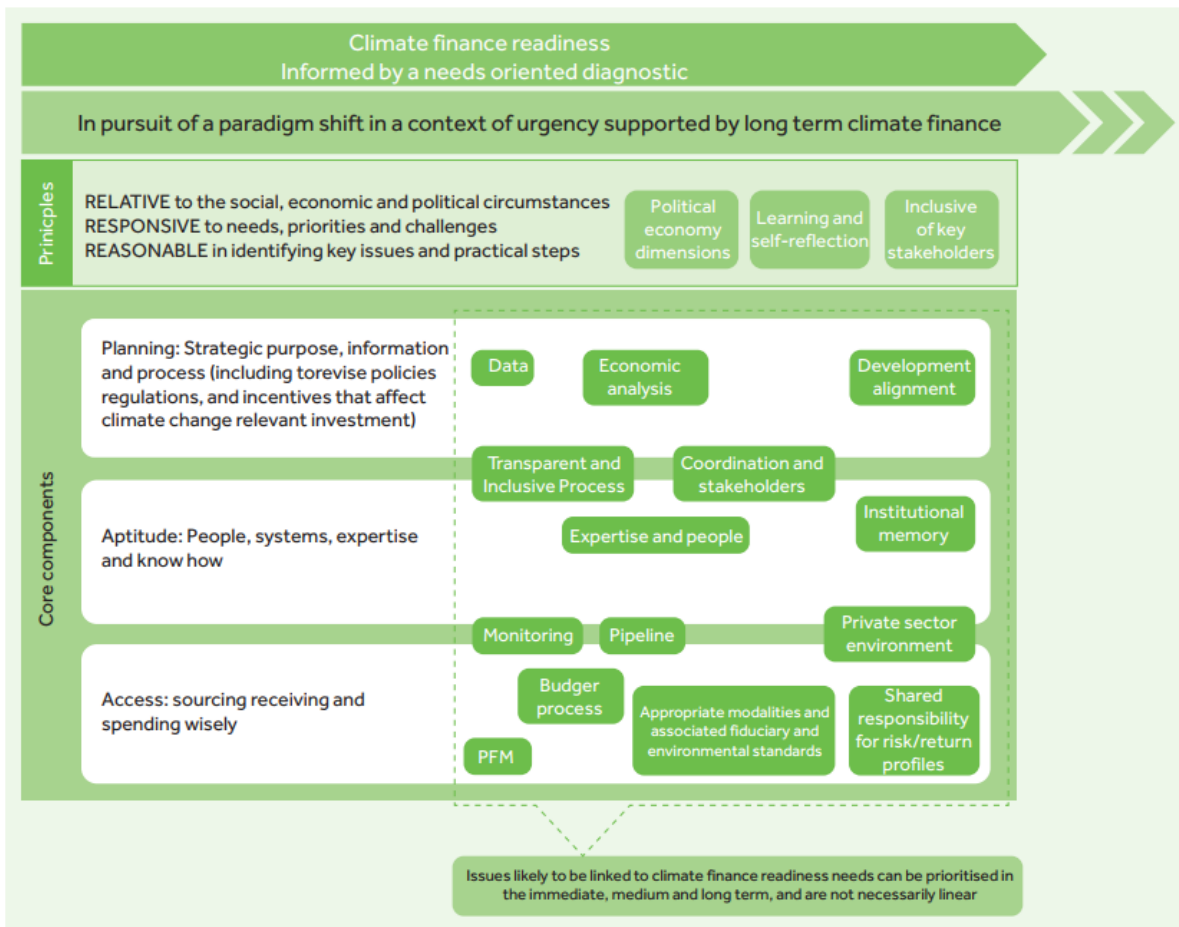 Climate finance readiness
Informed by a needs oriented diagnostic
In pursuit of a paradigm shift in a context of urgency supported by long term climate finance
Prinicples
RELATIVE to the social, economic and political circumstances
RESPONSIVE to needs, priorities and challenges
REASONABLE in identifying key issues and practical steps
Political
economy
dimensions
Learning and
self-reflection
Inclusive
of key
stakeholders
Core components
Planning: Strategic purpose, information
and process (including torevise policies
regulations, and incentives that affect
climate change relevant investment)
Data
Economic
analysis
Development
alignment
Transparent and
Inclusive Process
Coordination and
stakeholders
Aptitude: People, systems, expertise
and know how
Expertise and people
Institutional
memory
Monitoring
Pipeline
Private sector
environment
Access: sourcing receiving and
spending wisely
Budger
process
PFM
Appropriate modalities and
associated fiduciary and
environmental standards
Shared
responsibility
for risk/return
profiles
Issues likely to be linked to climate finance readiness needs can be prioritised in
the immediate, medium and long term, and are not necessarily linear